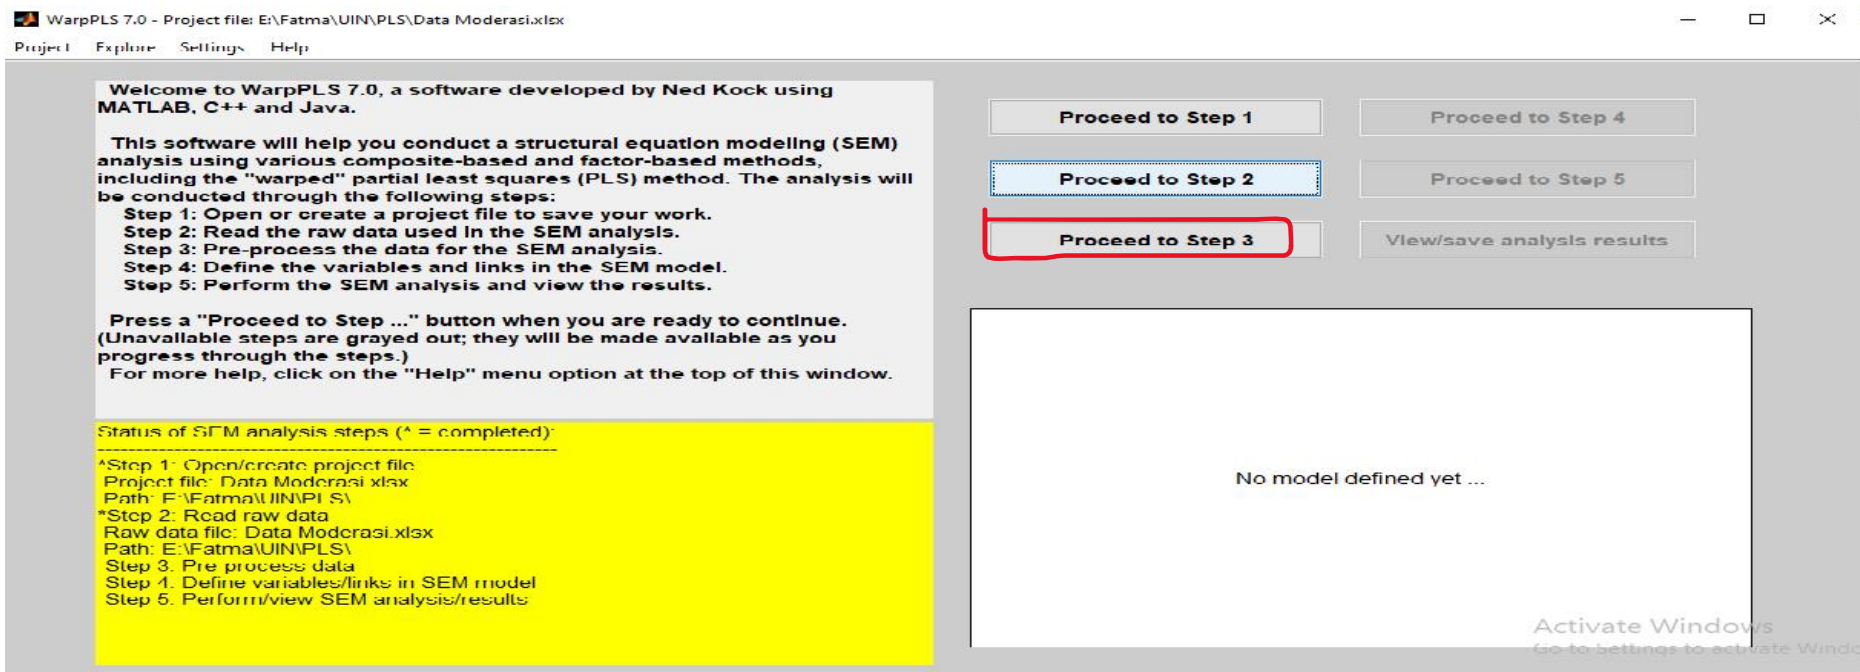 WarpPLS 7.0 - Project file: E:\Fatma\UIN\PLS\Data Moderasi.xlsx
Project Explore Settings Help
Welcome to WarpPLS 7.0, a software developed by Ned Kock using
MATLAB, C++ and Java.
This software will help you conduct a structural equation modeling (SEM)
analysis using various composite-based and factor-based methods,
including the "warped" partial least squares (PLS) method. The analysis will
be conducted through the following steps:
Step 1: Open or create a project file to save your work.
Step 2: Read the raw data used in the SEM analysis.
Step 3: Pre-process the data for the SEM analysis.
Step 4: Define the variables and links in the SEM model.
Step 5: Perform the SEM analysis and view the results.
Press a "Proceed to Step ..." button when you are ready to continue.
(Unavailable steps are grayed out; they will be made available as you
progress through the steps.)
For more help, click on the "Help" menu option at the top of this window.
Status of SEM analysis steps (* = completed):
-----------------------------------------------------------
*Step 1: Open/create project file
Project file: Data Moderasi.xlsx
Path: E:\Fatma\UIN\PLS\
*Step 2: Read raw data
Raw data file: Data Moderasi.xlsx
Path: E:\Fatma\UIN\PLS\
Step 3. Pre-process data
Step 4. Define variables/links in SEM model
Step 5. Perform/view SEM analysis/results
Proceed to Step 1
Proceed to Step 4
Proceed to Step 2
Proceed to Step 5
Proceed to Step 3
View/save analysis results
No model defined yet ...
Activate Windows
Go to Settings to activate Windo